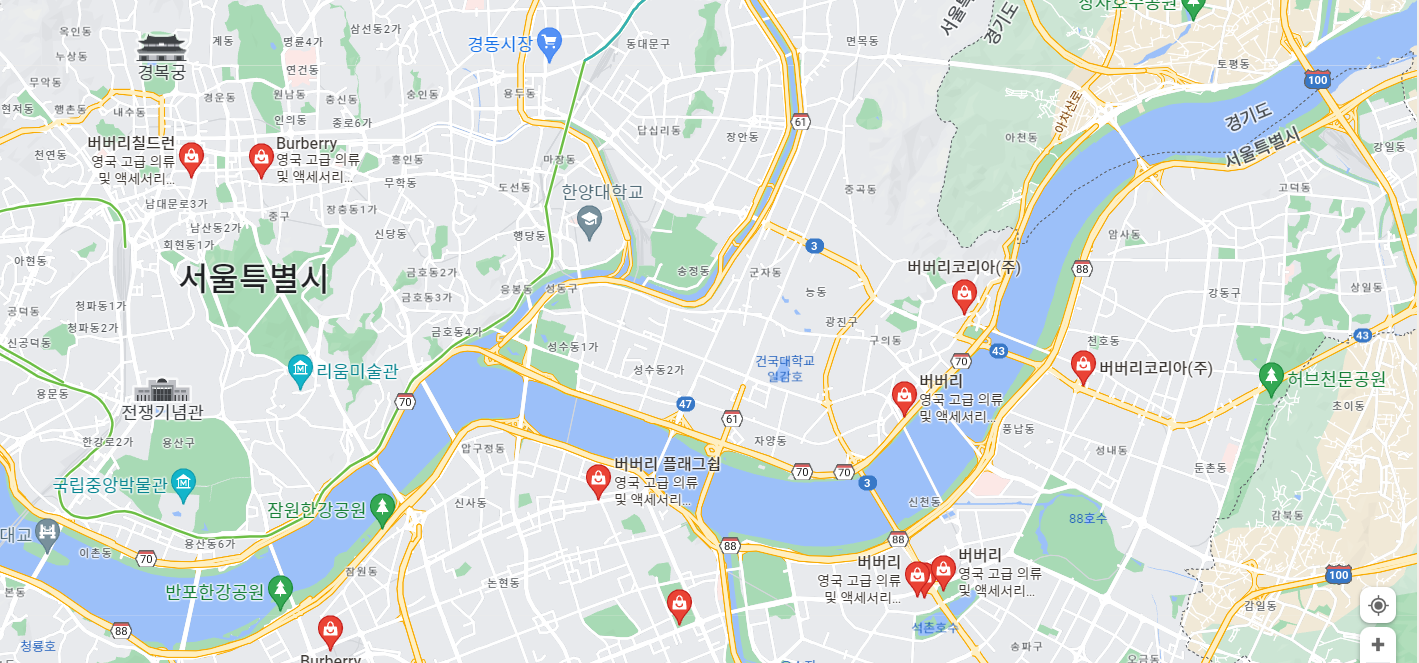 옥인동
계동
명륜4가
삼선동2가
경동시장
동대문구
면목동
서울특
경기도
장자호수공원
누상동
경복궁
연건동
토평동
100
무악동
경운동
원남동
숭신동
숭인동
용두동
현저동
행촌동
내수동
인의동
종로6가
답십리동
장안동
61
아차산로
아천동
경기도
서울특별시
강일동
버버리칠드런
영국 고급 의류
및 액세서리...
Burberry
영국 고급 의류
및 액세서리...
천연동
흥인동
마장동
무학동
도선동
한양대학교
중곡동
고덕동
남대문로3가
중구
장충동1가
남산동2가
신당동
행당동
암사동
회현동1가
3
아현동
서울특별시
금호동2가
송정동
군자동
버버리코리아(주)
88
응봉동
성동구
능동
강동구
상일동
청파동1가
금호동3가
공덕동
청파동2가
금호동4가
광진구
신공덕동
성수동1가
구의동
천호동
43
43
리움미술관
성수동2가
건국대학교
일감호
70
버버리코리아(주)
허브천문공원
버버리
영국 고급 의류
및 액세서리...
용문동
전쟁기념관
70
47
61
초이동
한강로2가
용산구
압구정동
자양동
풍납동
성내동
둔촌동
버버리 플래그쉽
영국 고급 의류
및 액세서리...
70
70
3
국립중앙박물관
잠원한강공원
신사동
신천동
88호수
감북동
대교
이촌동
용산동6가
70
88
88
버버리
영국 고급 의류
및 액세서리...
버버리
영국 고급 의류
및 액세서리...
잠원동
논현동
100
본동
반포한강공원
감일동
88
석촌호수
청룡호
송파구
Burberry
오금동